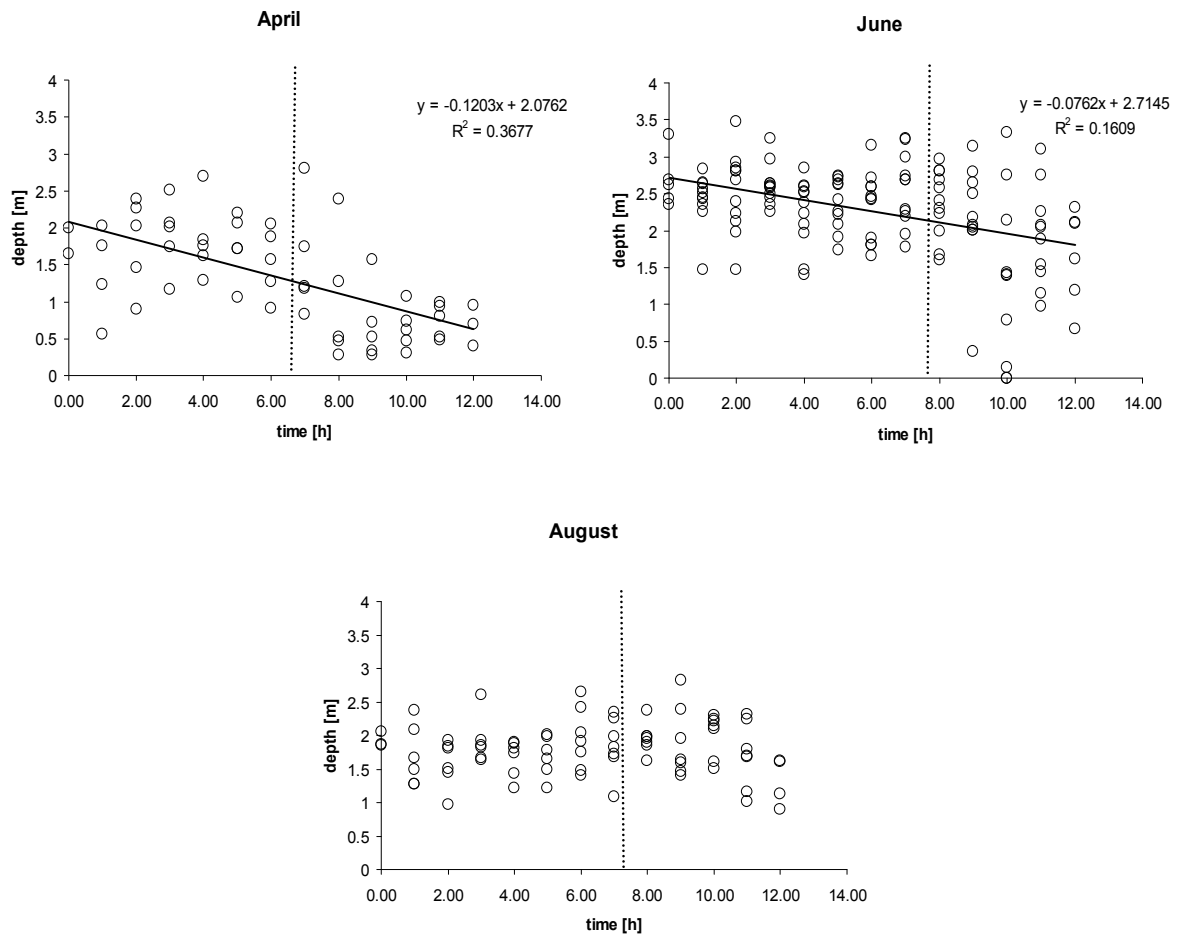 April
4
3.5
3
2.5
2
1.5
1
0.5
0
depth [m]
0.00 2.00 4.00 6.00 8.00 10.00 12.00 14.00
time [h]
y = -0.1203x + 2.0762
R² = 0.3677
June
4
3.5
3
2.5
2
1.5
1
0.5
0
depth [m]
0.00 2.00 4.00 6.00 8.00 10.00 12.00 14.00
time [h]
y = -0.0762x + 2.7145
R² = 0.1609
August
4
3.5
3
2.5
2
1.5
1
0.5
0
depth [m]
0.00 2.00 4.00 6.00 8.00 10.00 12.00 14.00
time [h]